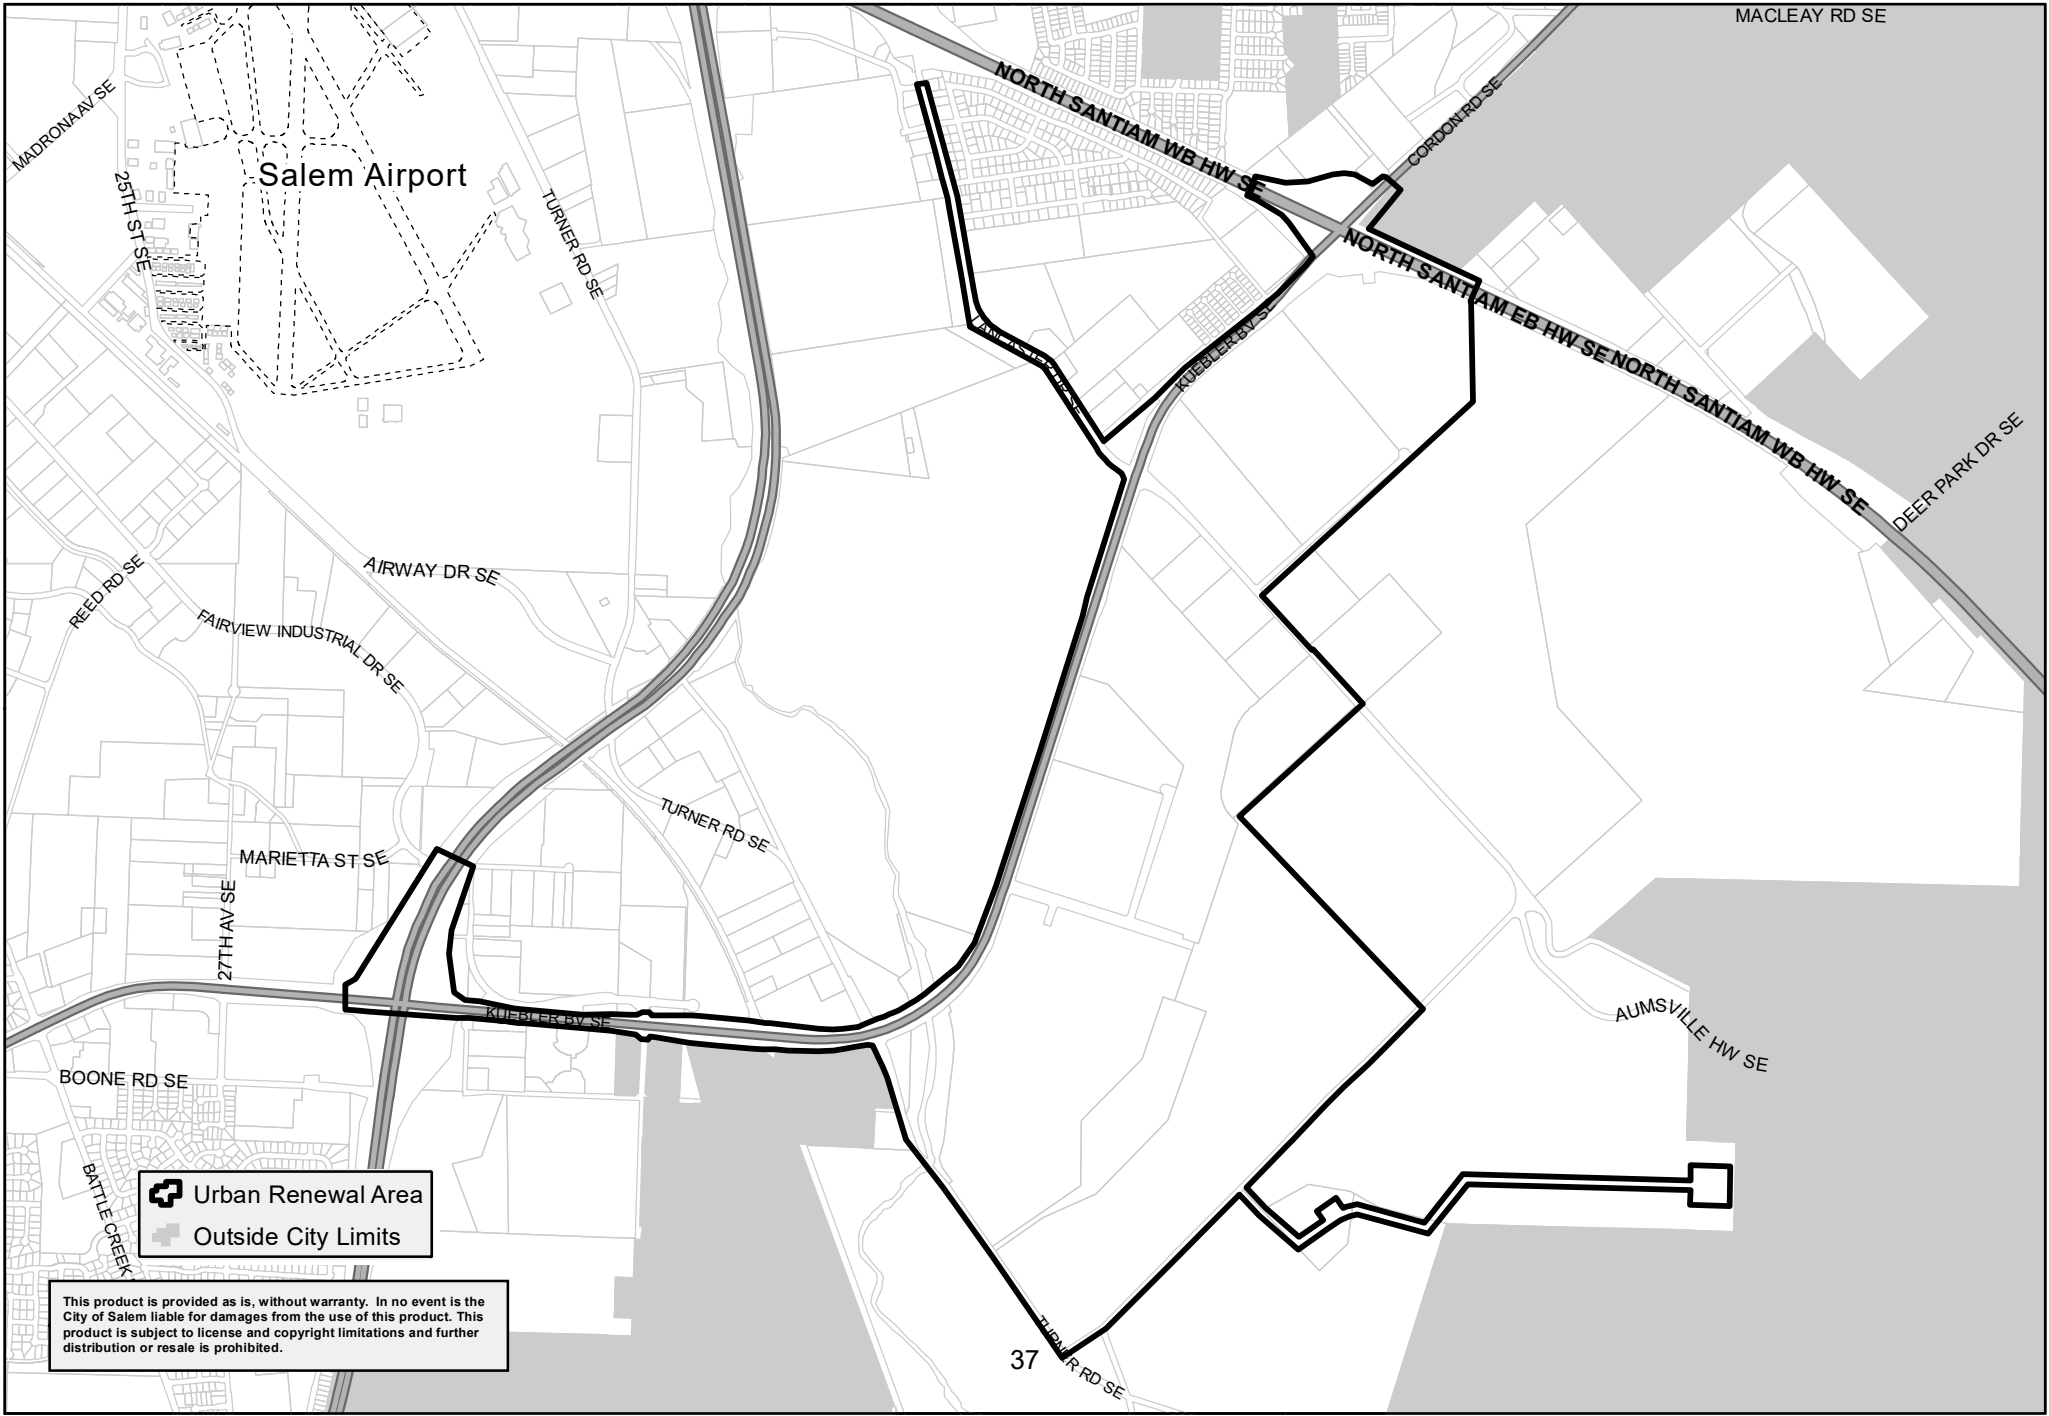 MACLEAY RD SE
NORTH SANTIAM WB HW SE
CORDON RD SE
MADRONA AV SE
Salem Airport
25TH ST SE
TURNER RD SE
NORTH SANTIAM EB HW SE
NORTH SANTIAM WB HW SE
LANCASTER DR SE
KUEBLER BV SE
DEER PARK DR SE
AIRWAY DR SE
REED RD SE
FAIRVIEW INDUSTRIAL DR SE
TURNER RD SE
MARIETTA ST SE
27TH AV SE
KUEBLER BV SE
AUMSVILLE HW SE
BOONE RD SE
BATTLE CREEK
Urban Renewal Area
Outside City Limits
This product is provided as is, without warranty. In no event is the
City of Salem liable for damages from the use of this product. This
product is subject to license and copyright limitations and further
distribution or resale is prohibited.
37
TURNER RD SE